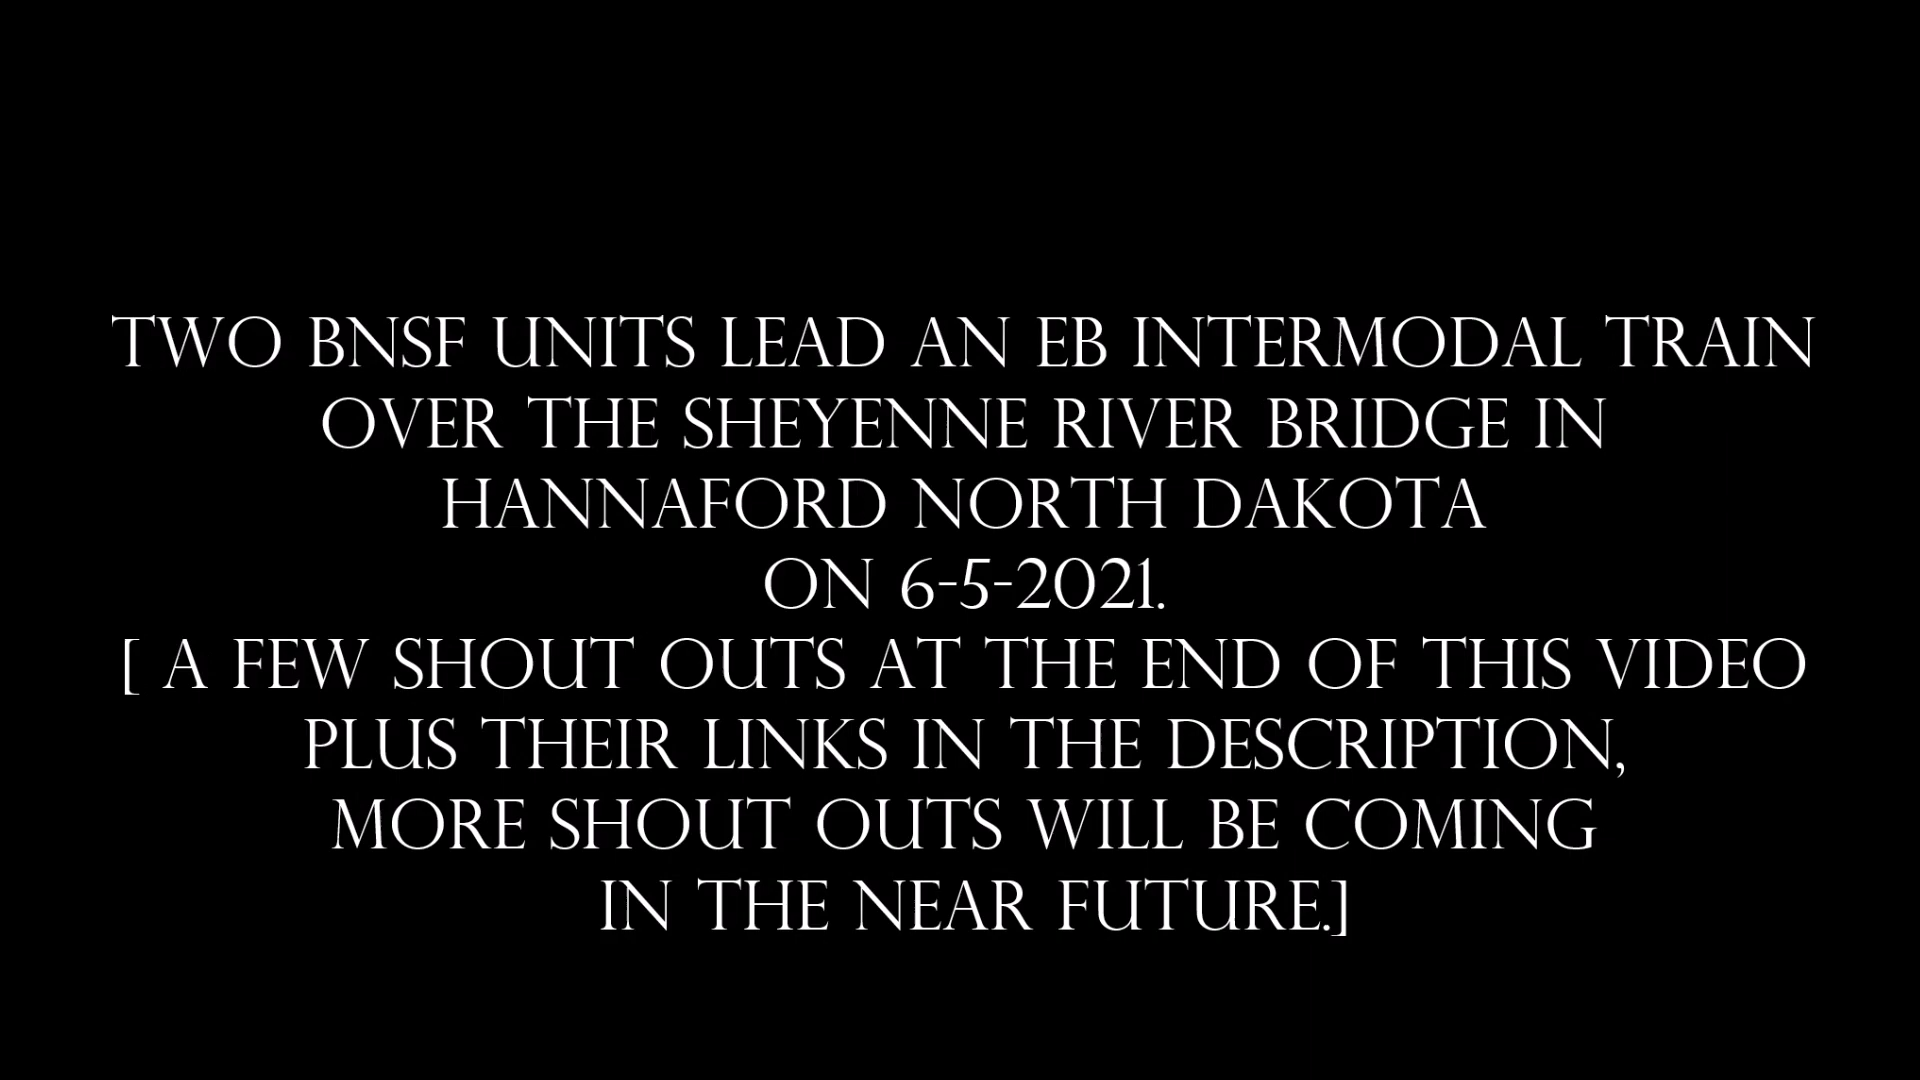 TWO BNSF UNITS LEAD AN EB INTERMODAL TRAIN
OVER THE SHEYENNE RIVER BRIDGE IN
HANNAFORD NORTH DAKOTA
ON 6-5-2021.
[ A FEW SHOUT OUTS AT THE END OF THIS VIDEO
PLUS THEIR LINKS IN THE DESCRIPTION,
MORE SHOUT OUTS WILL BE COMING
IN THE NEAR FUTURE.]